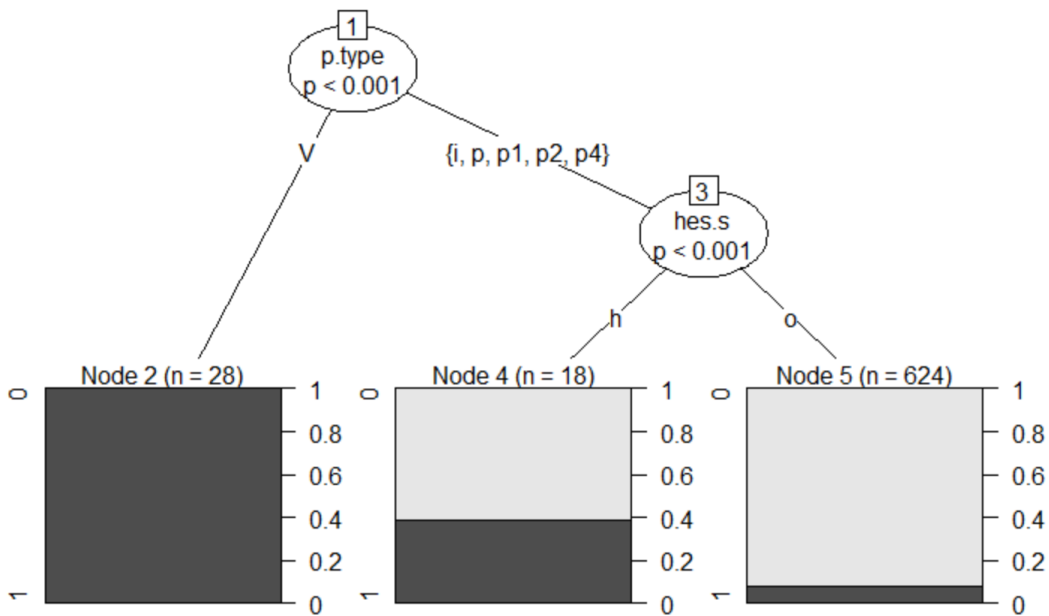 1
p.type
p < 0.001
V
{i, p, p1, p2, p4}
3
hes.s
p < 0.001
h
o
Node 2 (n = 28)
0
1
1
0.8
0.6
0.4
0.2
0
Node 4 (n = 18)
0
1
1
0.8
0.6
0.4
0.2
0
Node 5 (n = 624)
0
1
1
0.8
0.6
0.4
0.2
0